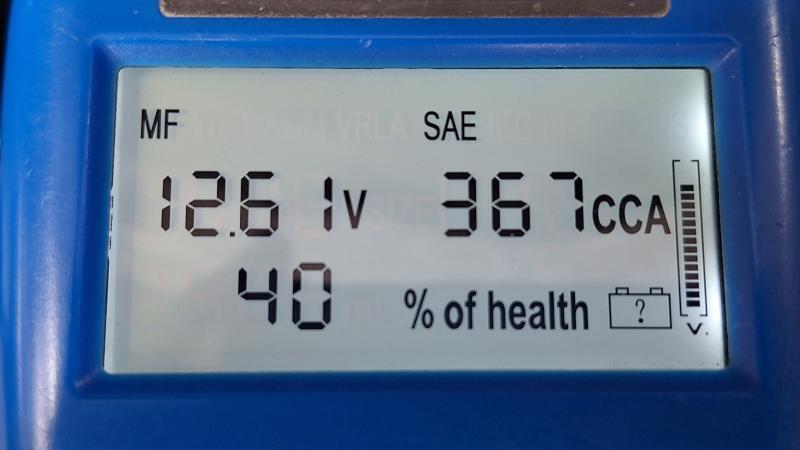 MF SAE
12.61V 367CCA
40 % of health ?
V.